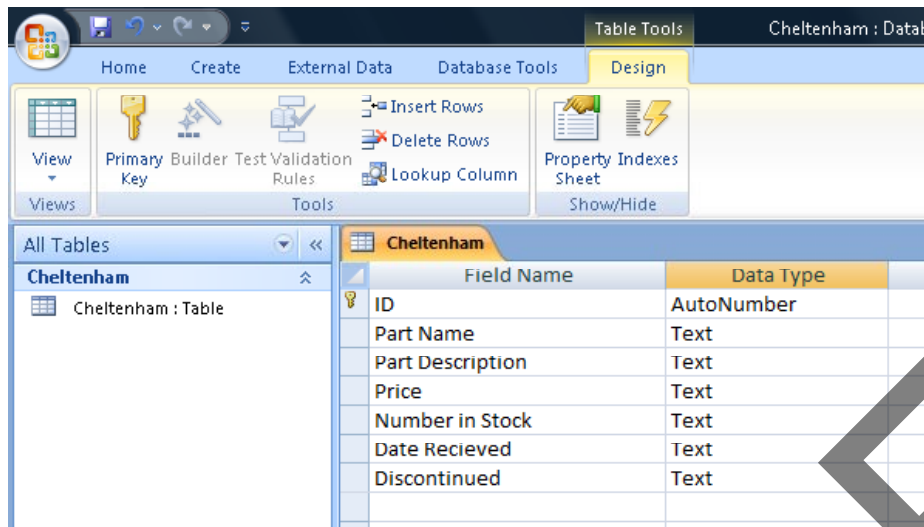 Table Tools
Cheltenham : Datab
Home Create External Data Database Tools Design
View
Primary Key
Builder
Test Validation Rules
Insert Rows
Delete Rows
Lookup Column
Property Sheet
Indexes
Views Tools Show/Hide
All Tables «
Cheltenham
Cheltenham : Table
Cheltenham
Field Name Data Type
ID AutoNumber
Part Name Text
Part Description Text
Price Text
Number in Stock Text
Date Recieved Text
Discontinued Text